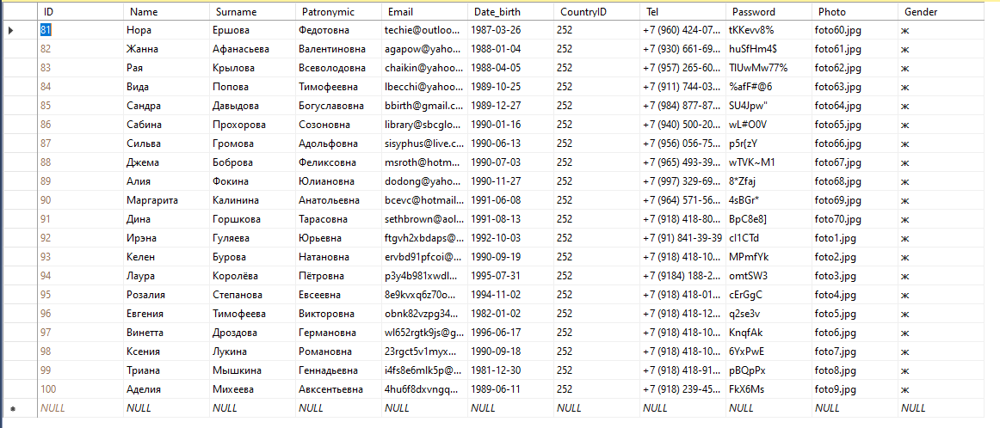 ID Name Surname Patronymic Email Date_birth CountryID Tel Password Photo Gender
81 Нора Ершова Федотовна techie@outloo... 1987-03-26 252 +7 (960) 424-07... tKKevv8% foto60.jpg ж
82 Жанна Афанасьева Валентиновна agapow@yaho... 1988-01-04 252 +7 (930) 661-69... huSfHm4$ foto61.jpg ж
83 Рая Крылова Всеволодовна chaikin@yahoo... 1988-04-05 252 +7 (957) 265-60... TlUwMw77% foto62.jpg ж
84 Вида Попова Тимофеевна lbecchi@yahoo... 1989-10-25 252 +7 (911) 744-03... %afF#@6 foto63.jpg ж
85 Сандра Давыдова Богуславовна bbirth@gmail.c... 1989-12-27 252 +7 (984) 877-87... SU4Jpw" foto64.jpg ж
86 Сабина Прохорова Созоновна library@sbcglo... 1990-01-16 252 +7 (940) 500-20... wL#O0V foto65.jpg ж
87 Сильва Громова Адольфовна sisyphus@live.c... 1990-06-13 252 +7 (956) 056-75... p5r{zY foto66.jpg ж
88 Джема Боброва Феликсовна msroth@hotm... 1990-07-03 252 +7 (965) 493-39... wTVK~M1 foto67.jpg ж
89 Алия Фокина Юлиановна dodong@yaho... 1990-11-27 252 +7 (997) 329-69... 8*Zfaj foto68.jpg ж
90 Маргарита Калинина Анатольевна bcevc@hotmail... 1991-06-08 252 +7 (964) 571-56... 4sBGr* foto69.jpg ж
91 Дина Горшкова Тарасовна sethbrown@aol... 1991-08-13 252 +7 (918) 418-80... BpC8e8] foto70.jpg ж
92 Ирэна Гуляева Юрьевна ftgvh2xbdaps@... 1992-10-03 252 +7 (91) 841-39-39 cl1CTd foto1.jpg ж
93 Келен Бурова Натановна ervbd91pfcoi@... 1990-09-19 252 +7 (918) 418-10... MPmfYk foto2.jpg ж
94 Лаура Королёва Пётровна p3y4b981xwdl... 1995-07-31 252 +7 (9184) 188-2... omtSW3 foto3.jpg ж
95 Розалия Степанова Евсеевна 8e9kvxq6z70o... 1994-11-02 252 +7 (918) 418-01... cErGgC foto4.jpg ж
96 Евгения Тимофеева Викторовна obnk82vzpg34... 1982-01-02 252 +7 (918) 418-12... q2se3v foto5.jpg ж
97 Винетта Дроздова Германовна wl652rgtk9js@g... 1996-06-17 252 +7 (918) 418-10... KnqfAk foto6.jpg ж
98 Ксения Лукина Романовна 23rgct5v1myx... 1990-09-18 252 +7 (918) 418-10... 6YxPwE foto7.jpg ж
99 Триана Мышкина Геннадьевна i4fs8e6mlk5p@... 1981-12-30 252 +7 (918) 418-91... pBQpPx foto8.jpg ж
100 Аделия Михеева Авксентьевна 4hu6f8dxvngq... 1989-06-11 252 +7 (918) 239-45... FkX6Ms foto9.jpg ж
NULL NULL NULL NULL NULL NULL NULL NULL NULL NULL NULL